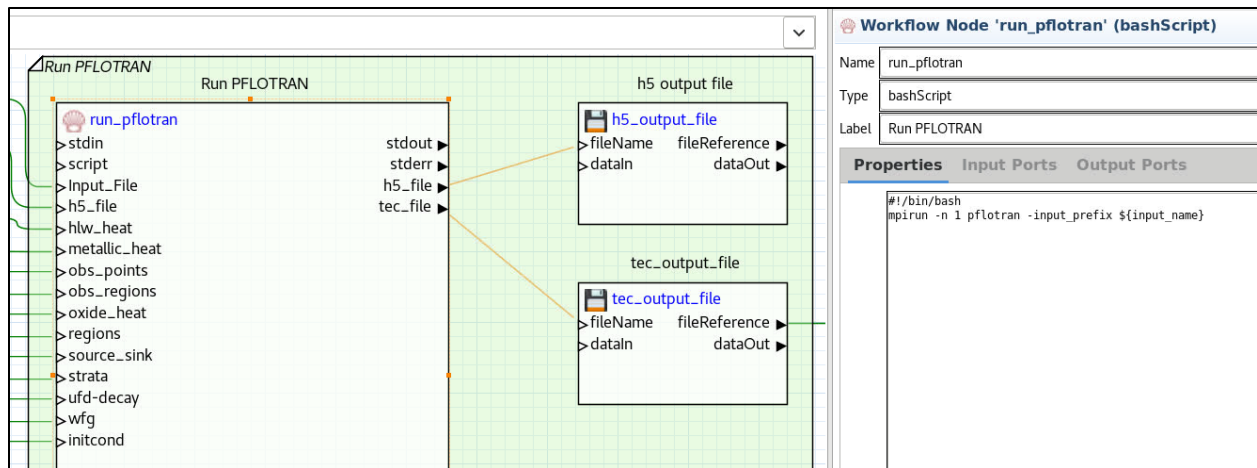 Run PFLOTRAN
Run PFLOTRAN
run_pflotran
stdin
script
Input_File
h5_file
hlw_heat
metallic_heat
obs_points
obs_regions
oxide_heat
regions
source_sink
strata
ufd-decay
wfg
initcond
stdout
stderr
h5_file
tec_file
h5 output file
h5_output_file
fileName fileReference
dataIn dataOut
tec_output_file
tec_output_file
fileName fileReference
dataIn dataOut
Workflow Node 'run_pflotran' (bashScript)
Name run_pflotran
Type bashScript
Label Run PFLOTRAN
Properties Input Ports Output Ports
#!/bin/bash
mpirun -n 1 pflotran -input_prefix ${input_name}